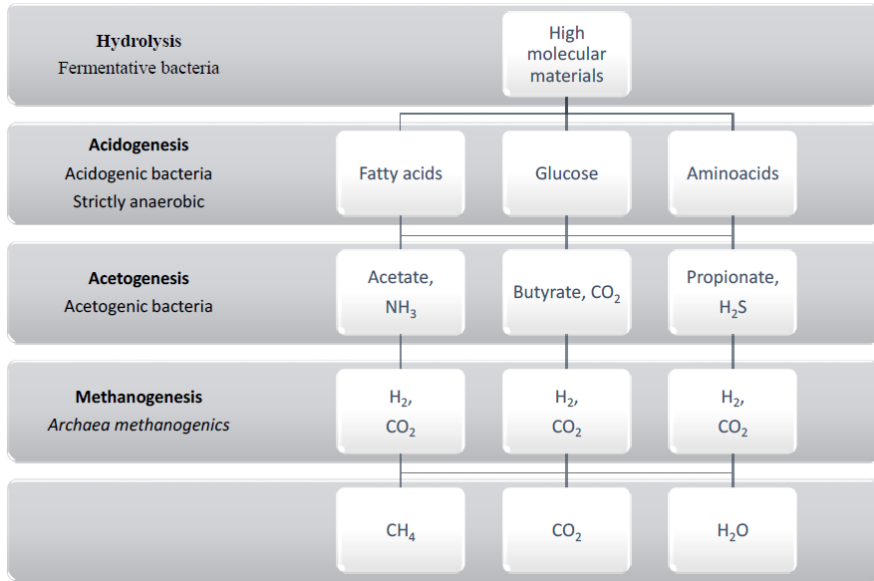 Hydrolysis
Fermentative bacteria
High
molecular
materials
Acidogenesis
Acidogenic bacteria
Strictly anaerobic
Fatty acids
Glucose
Aminoacids
Acetogenesis
Acetogenic bacteria
Acetate,
NH₃
Butyrate, CO₂
Propionate,
H₂S
Methanogenesis
Archaea methanogenics
H₂,
CO₂
H₂,
CO₂
H₂,
CO₂
CH₄
CO₂
H₂O